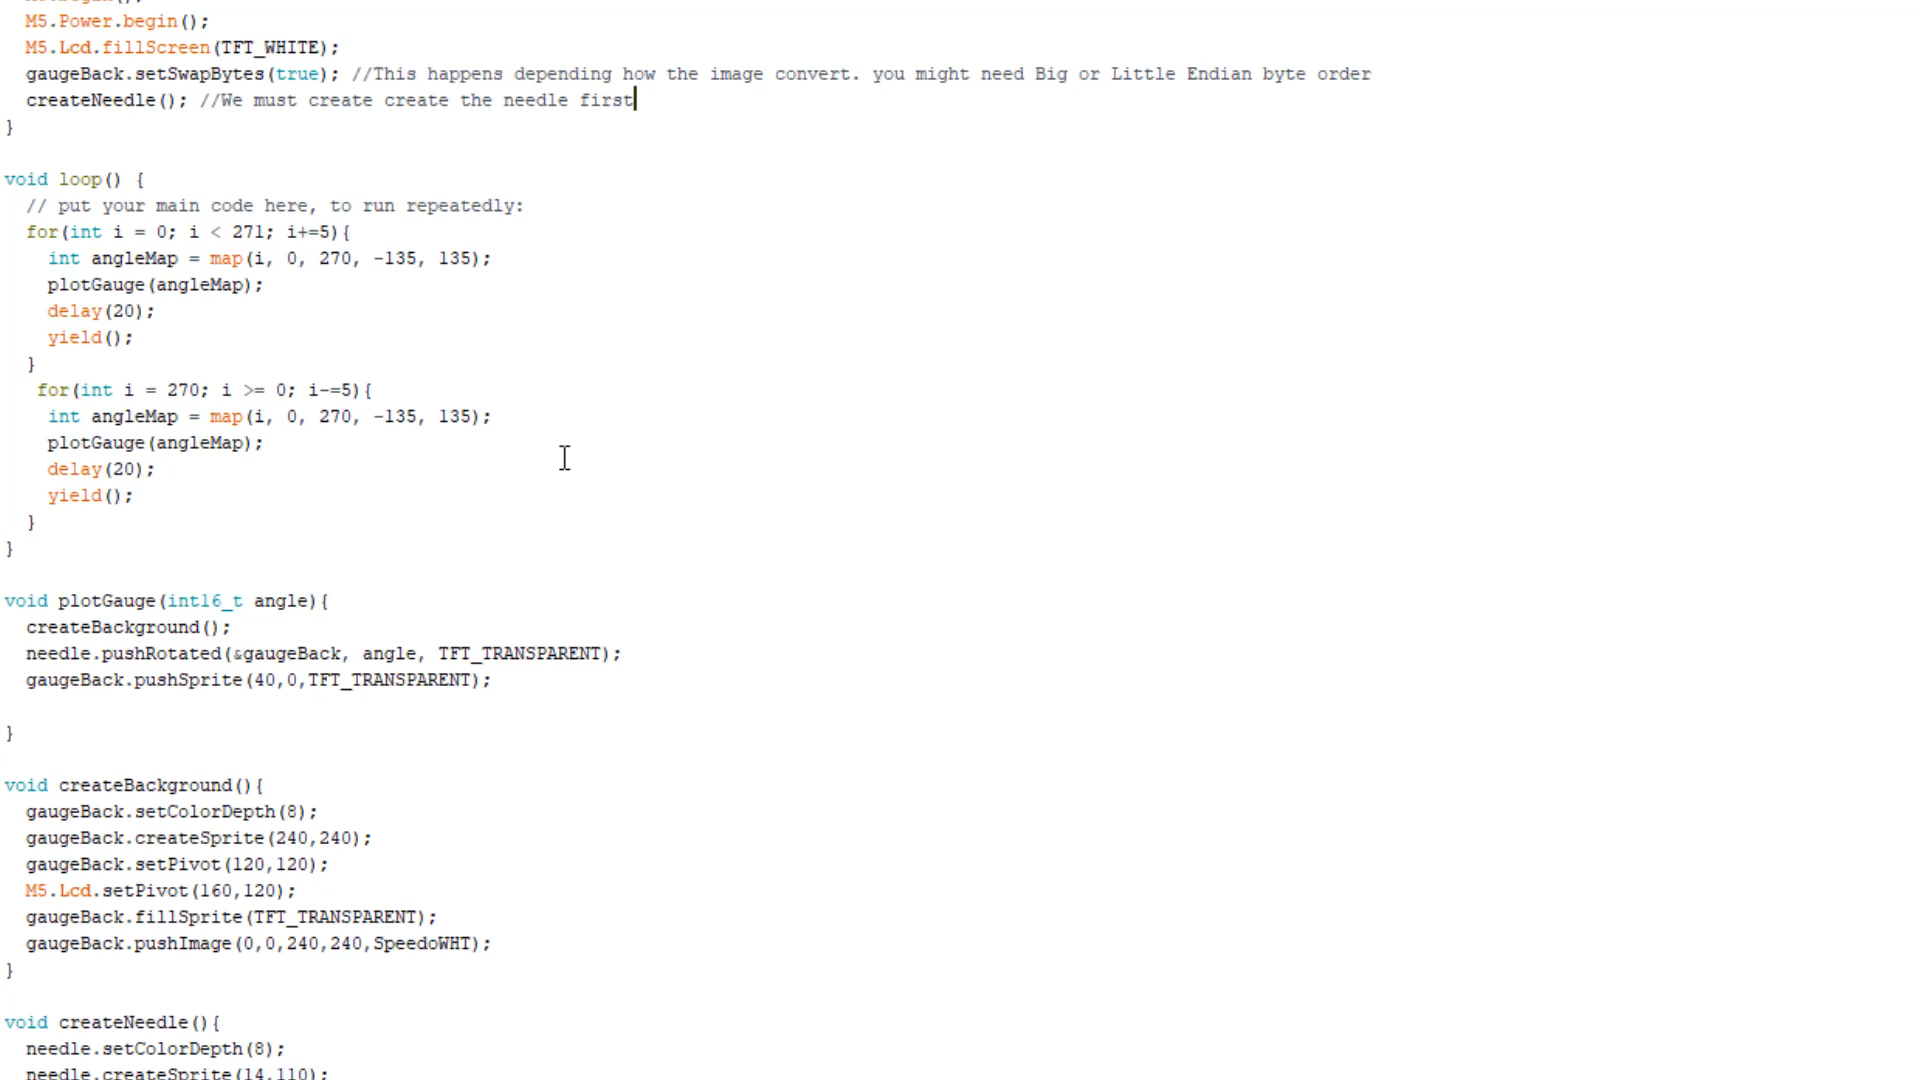 M5.Power.begin();
M5.Lcd.fillScreen(TFT_WHITE);
gaugeBack.setSwapBytes(true); //This happens depending how the image convert. you might need Big or Little Endian byte order
createNeedle(); //We must create create the needle first
}
void loop() {
// put your main code here, to run repeatedly:
for(int i = 0; i < 271; i+=5){
int angleMap = map(i, 0, 270, -135, 135);
plotGauge(angleMap);
delay(20);
yield();
}
for(int i = 270; i >= 0; i-=5){
int angleMap = map(i, 0, 270, -135, 135);
plotGauge(angleMap);
delay(20);
yield();
}
}
void plotGauge(int16_t angle){
createBackground();
needle.pushRotated(&gaugeBack, angle, TFT_TRANSPARENT);
gaugeBack.pushSprite(40,0,TFT_TRANSPARENT);
}
void createBackground(){
gaugeBack.setColorDepth(8);
gaugeBack.createSprite(240,240);
gaugeBack.setPivot(120,120);
M5.Lcd.setPivot(160,120);
gaugeBack.fillSprite(TFT_TRANSPARENT);
gaugeBack.pushImage(0,0,240,240,SpeedoWHT);
}
void createNeedle(){
needle.setColorDepth(8);
needle.createSprite(14,110);